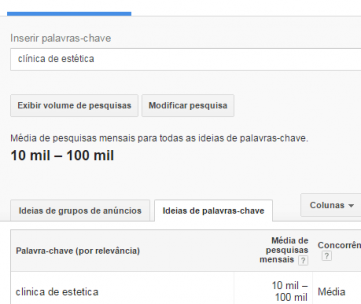 Inserir palavras-chave
clínica de estética
Exibir volume de pesquisas Modificar pesquisa
Média de pesquisas mensais para todas as ideias de palavras-chave.
10 mil – 100 mil
Ideias de grupos de anúncios Ideias de palavras-chave Colunas
Palavra-chave (por relevância) Média de pesquisas mensais ? Concorrên ?
clinica de estetica 10 mil – 100 mil Média